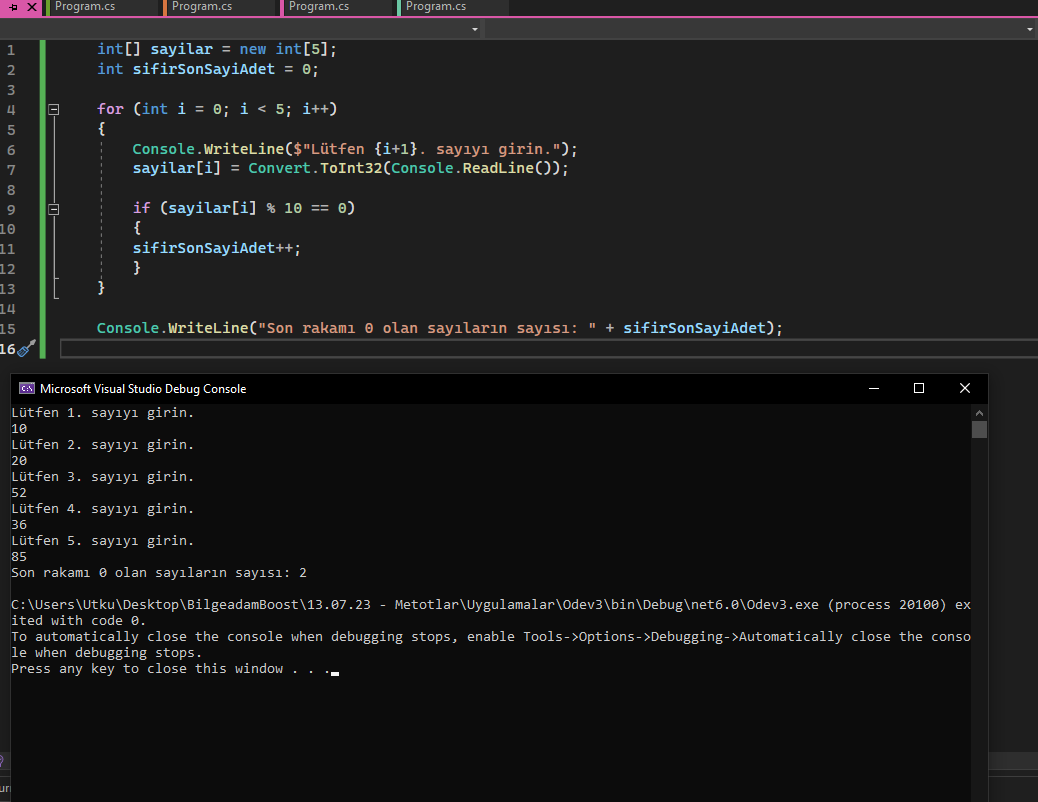 Program.cs Program.cs Program.cs Program.cs
1 int[] sayilar = new int[5];
2 int sifirSonSayiAdet = 0;
3
4 for (int i = 0; i < 5; i++)
5 {
6 Console.WriteLine($"Lütfen {i+1}. sayıyı girin.");
7 sayilar[i] = Convert.ToInt32(Console.ReadLine());
8
9 if (sayilar[i] % 10 == 0)
10 {
11 sifirSonSayiAdet++;
12 }
13 }
14
15 Console.WriteLine("Son rakamı 0 olan sayıların sayısı: " + sifirSonSayiAdet);
16
Microsoft Visual Studio Debug Console
Lütfen 1. sayıyı girin.
10
Lütfen 2. sayıyı girin.
20
Lütfen 3. sayıyı girin.
52
Lütfen 4. sayıyı girin.
36
Lütfen 5. sayıyı girin.
85
Son rakamı 0 olan sayıların sayısı: 2
C:\Users\Utku\Desktop\BilgeadamBoost\13.07.23 - Metotlar\Uygulamalar\Odev3\bin\Debug\net6.0\Odev3.exe (process 20100) ex
ited with code 0.
To automatically close the console when debugging stops, enable Tools->Options->Debugging->Automatically close the conso
le when debugging stops.
Press any key to close this window . . .